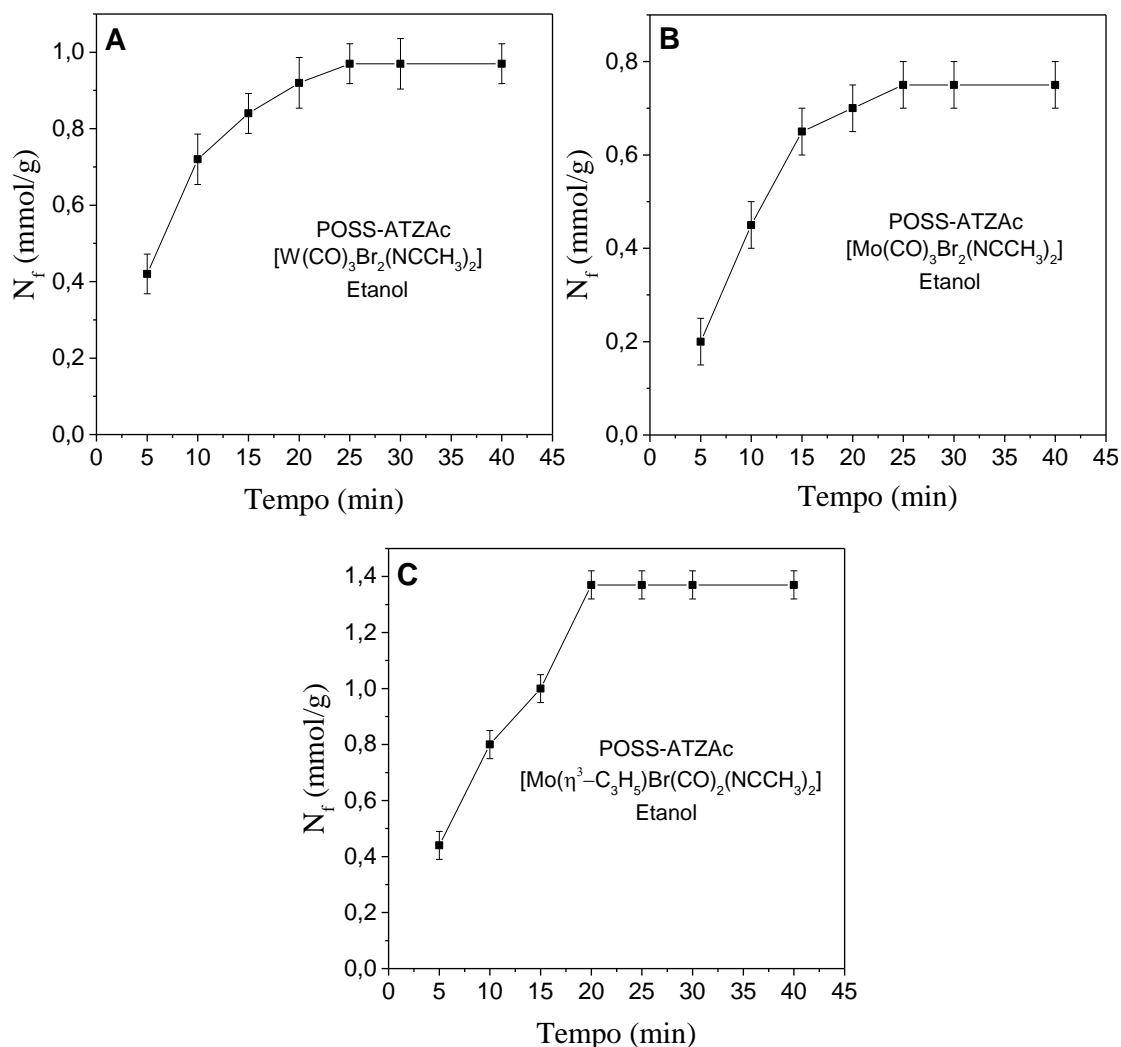 A
1,0
0,8
0,6
0,4
0,2
0,0
N_f (mmol/g)
POSS-ATZAc
[W(CO)₃Br₂(NCCH₃)₂]
Etanol
0 5 10 15 20 25 30 35 40 45
Tempo (min)
B
0,8
0,6
0,4
0,2
0,0
N_f (mmol/g)
POSS-ATZAc
[Mo(CO)₃Br₂(NCCH₃)₂]
Etanol
0 5 10 15 20 25 30 35 40 45
Tempo (min)
C
1,4
1,2
1,0
0,8
0,6
0,4
0,2
0,0
N_f (mmol/g)
POSS-ATZAc
[Mo(η³–C₃H₅)Br(CO)₂(NCCH₃)₂]
Etanol
0 5 10 15 20 25 30 35 40 45
Tempo (min)